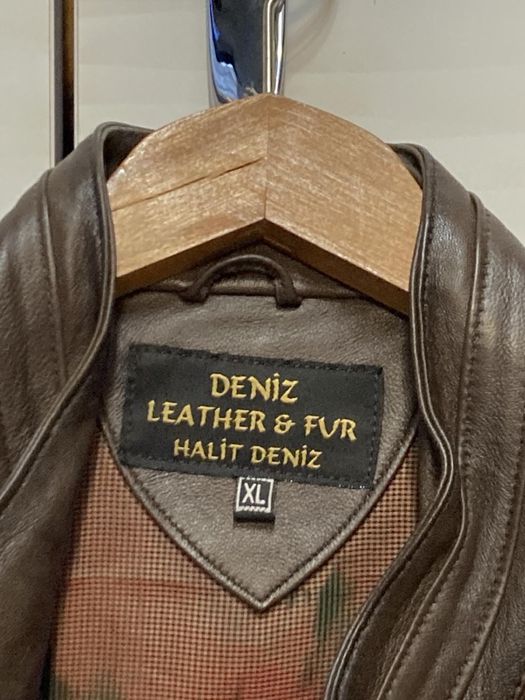 DENİZ
LEATHER & FUR
HALİT DENİZ
XL